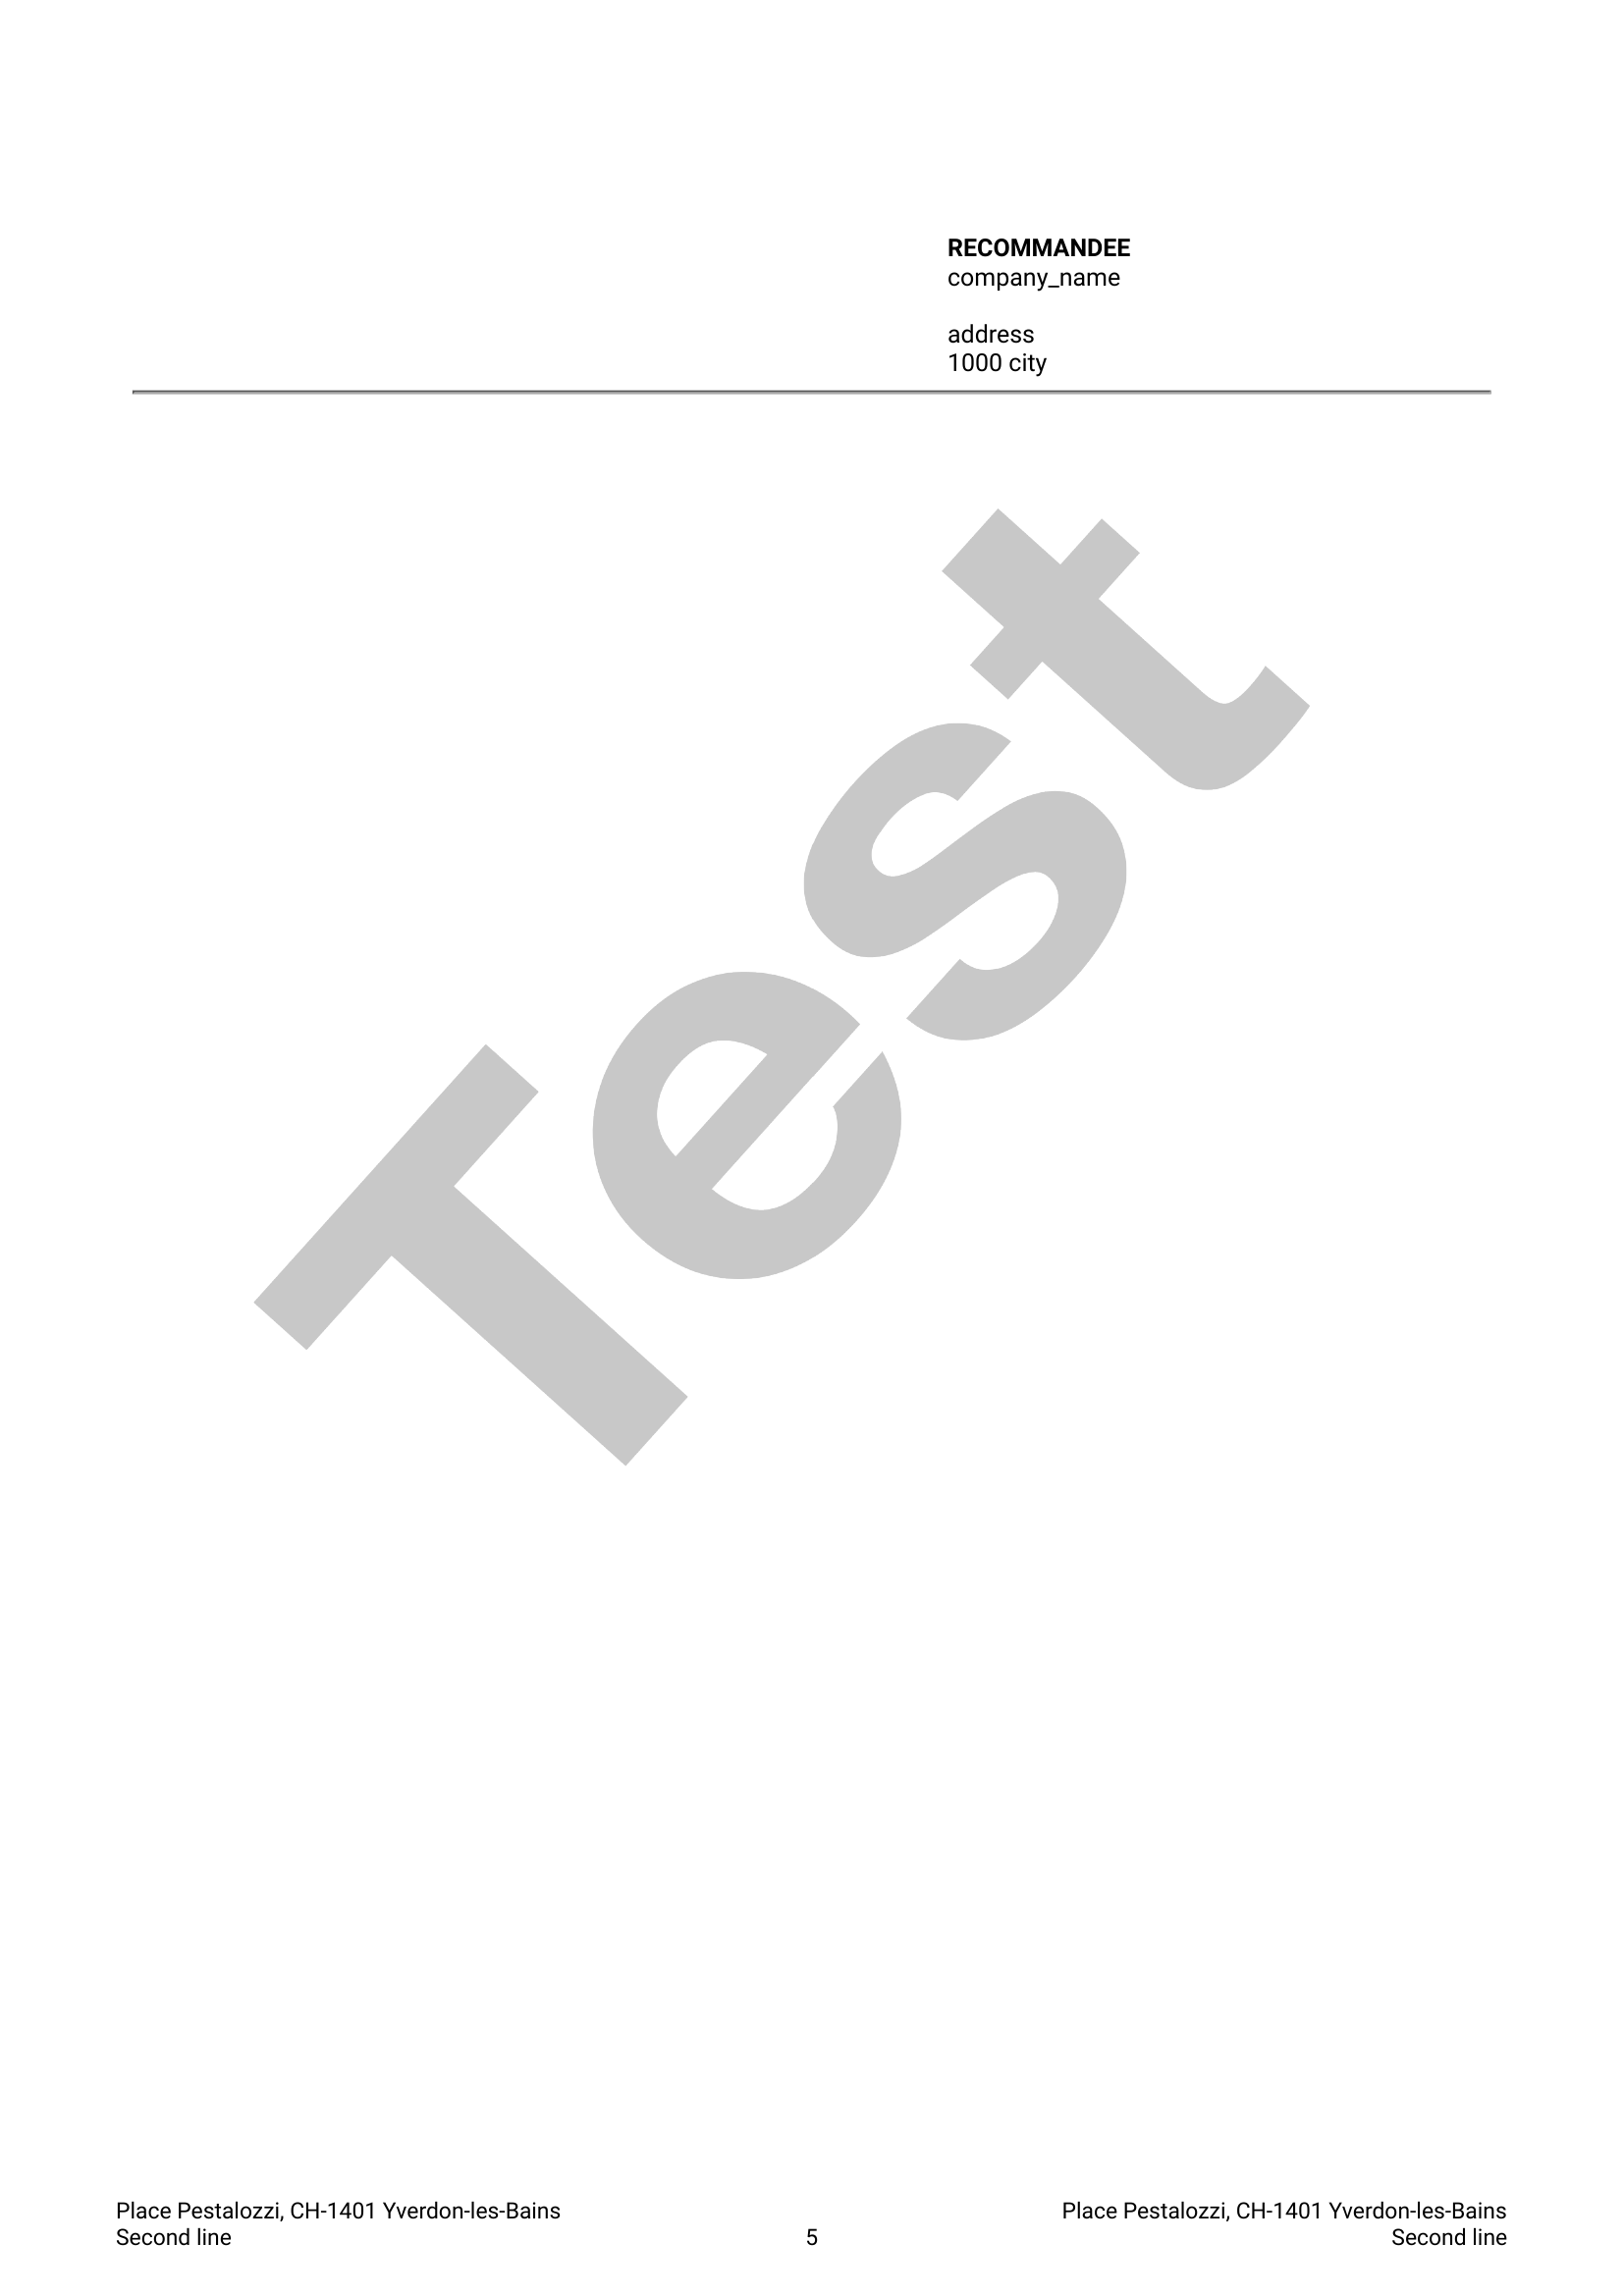 RECOMMANDEE
company_name
address
1000 city
Test
Place Pestalozzi, CH-1401 Yverdon-les-Bains
Second line
5
Place Pestalozzi, CH-1401 Yverdon-les-Bains
Second line